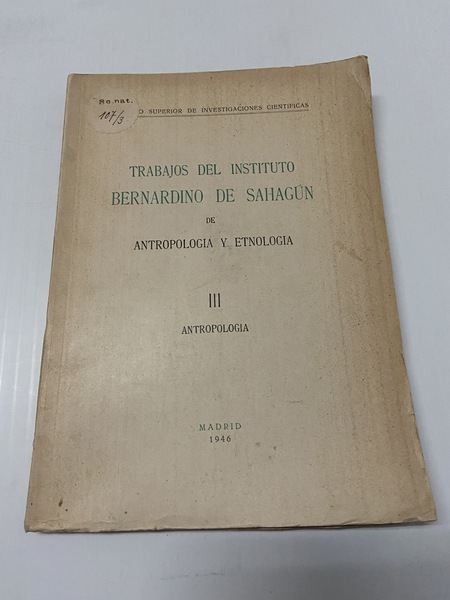 Sc. nat.
107/3
O SUPERIOR DE INVESTIGACIONES CIENTIFICAS
TRABAJOS DEL INSTITUTO
BERNARDINO DE SAHAGÚN
DE
ANTROPOLOGIA Y ETNOLOGIA
III
ANTROPOLOGIA
MADRID
1946